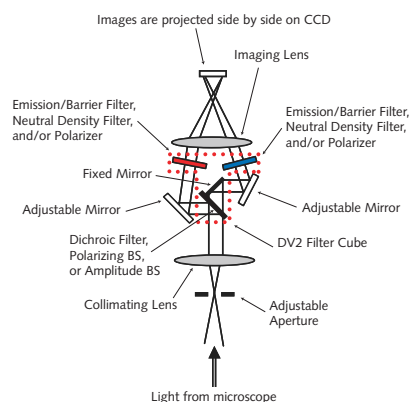 Images are projected side by side on CCD
Imaging Lens
Emission/Barrier Filter,
Neutral Density Filter,
and/or Polarizer
Emission/Barrier Filter,
Neutral Density Filter,
and/or Polarizer
Fixed Mirror
Adjustable Mirror
Adjustable Mirror
Dichroic Filter,
Polarizing BS,
or Amplitude BS
DV2 Filter Cube
Collimating Lens
Adjustable
Aperture
Light from microscope